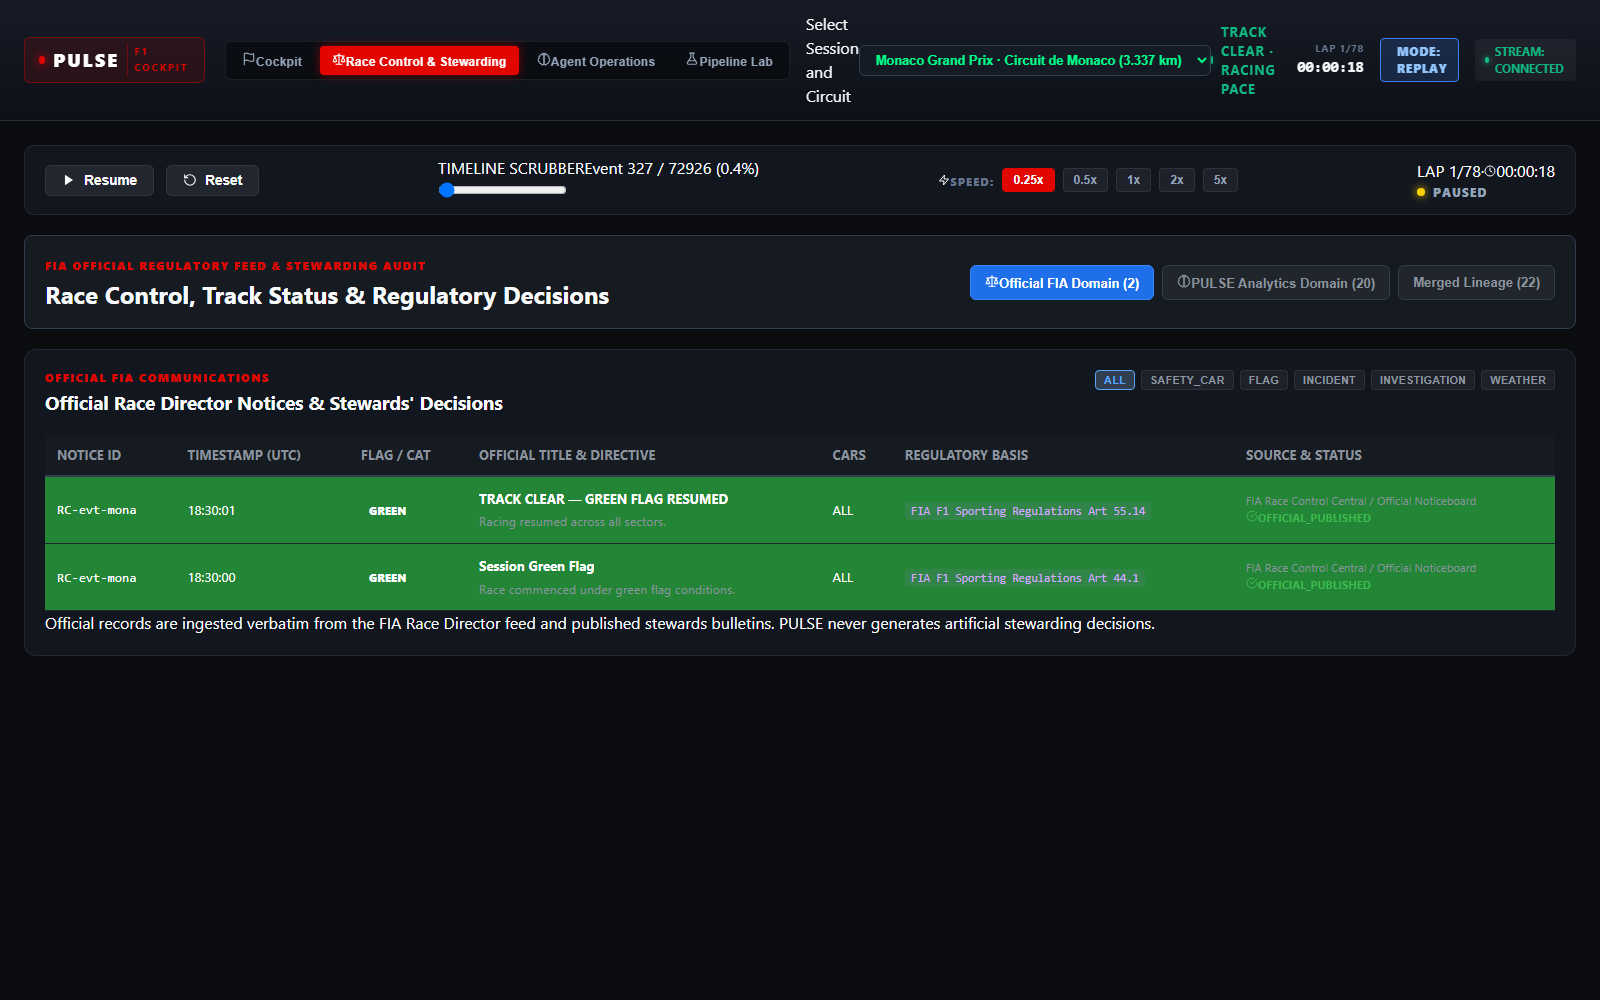 PULSE
F1
COCKPIT
Cockpit
Race Control & Stewarding
Agent Operations
Pipeline Lab
Select
Session
and
Circuit
Monaco Grand Prix · Circuit de Monaco (3.337 km)
TRACK
CLEAR ·
RACING
PACE
LAP 1/78
00:00:18
MODE:
REPLAY
STREAM:
CONNECTED
Resume
Reset
TIMELINE SCRUBBEREvent 327 / 72926 (0.4%)
SPEED:
0.25x
0.5x
1x
2x
5x
LAP 1/78·00:00:18
PAUSED
FIA OFFICIAL REGULATORY FEED & STEWARDING AUDIT
Race Control, Track Status & Regulatory Decisions
Official FIA Domain (2)
PULSE Analytics Domain (20)
Merged Lineage (22)
OFFICIAL FIA COMMUNICATIONS
Official Race Director Notices & Stewards' Decisions
ALL
SAFETY_CAR
FLAG
INCIDENT
INVESTIGATION
WEATHER
NOTICE ID
TIMESTAMP (UTC)
FLAG / CAT
OFFICIAL TITLE & DIRECTIVE
CARS
REGULATORY BASIS
SOURCE & STATUS
RC-evt-mona
18:30:01
GREEN
TRACK CLEAR — GREEN FLAG RESUMED
Racing resumed across all sectors.
ALL
FIA F1 Sporting Regulations Art 55.14
FIA Race Control Central / Official Noticeboard
OFFICIAL_PUBLISHED
RC-evt-mona
18:30:00
GREEN
Session Green Flag
Race commenced under green flag conditions.
ALL
FIA F1 Sporting Regulations Art 44.1
FIA Race Control Central / Official Noticeboard
OFFICIAL_PUBLISHED
Official records are ingested verbatim from the FIA Race Director feed and published stewards bulletins. PULSE never generates artificial stewarding decisions.